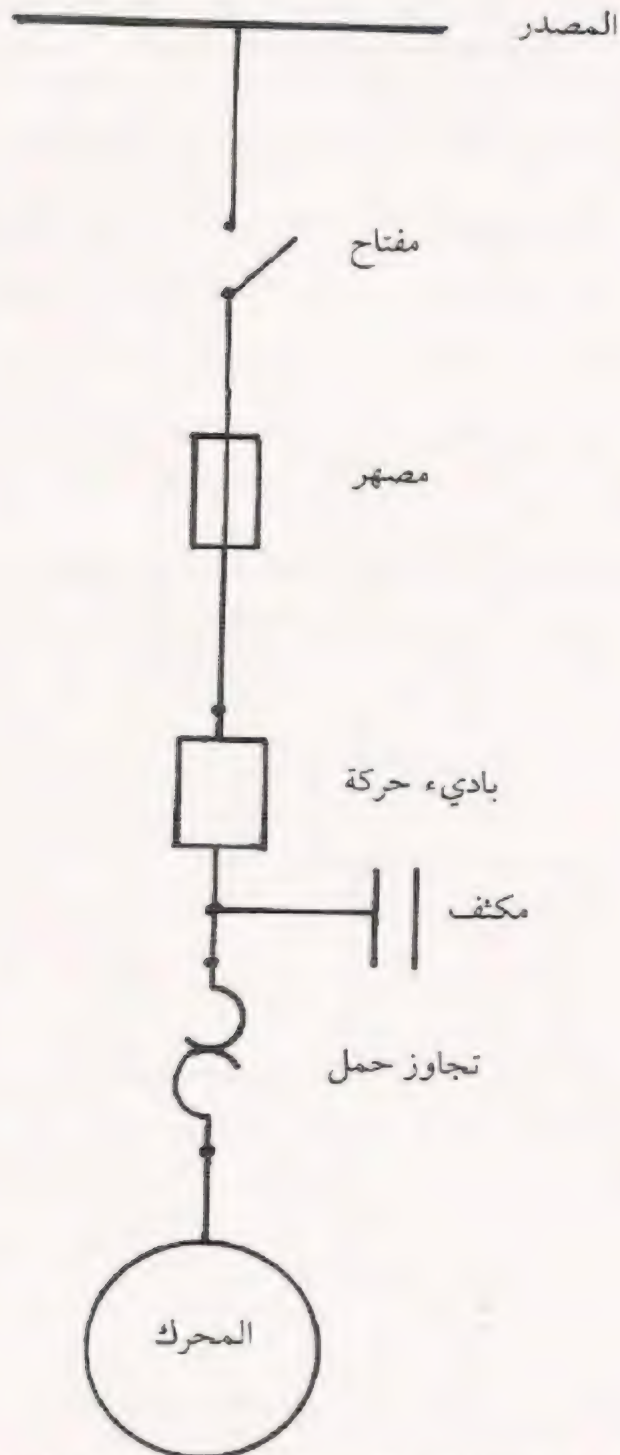 المصدر
مفتاح
مصهر
باديء حركة
مكثف
تجاوز حمل
المحرك